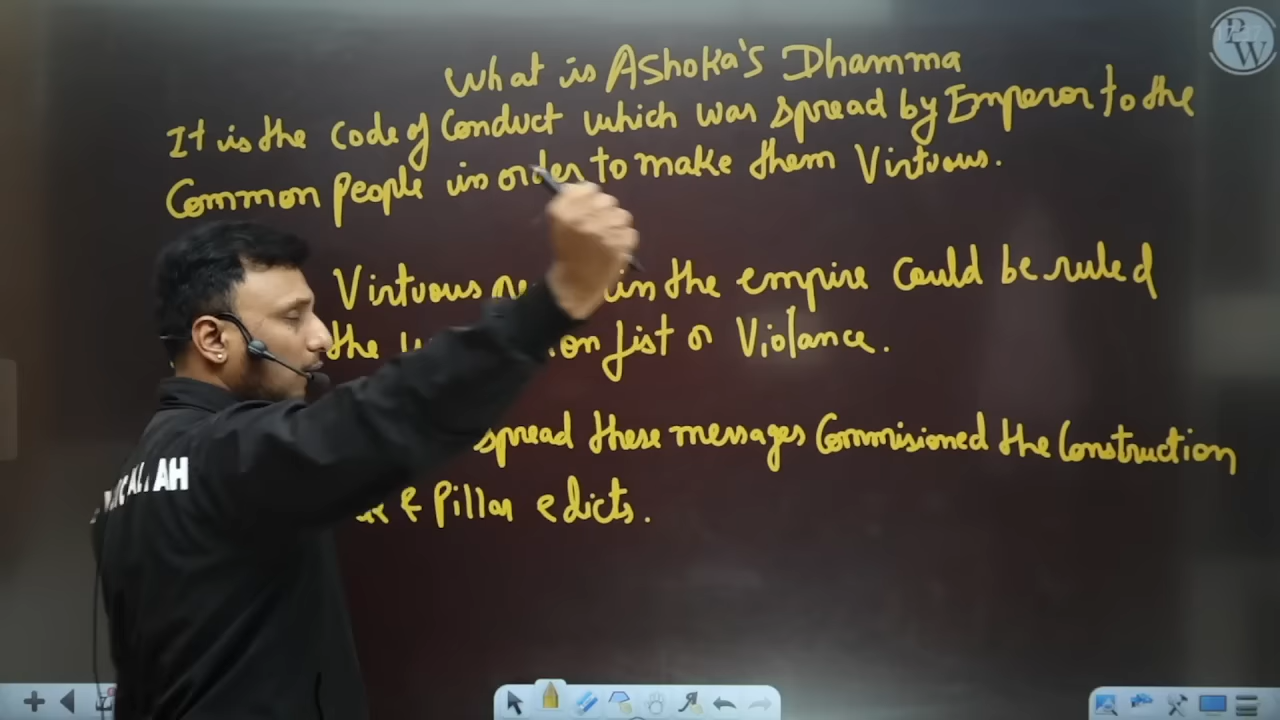 What is Ashoka's Dhamma
It is the Code of Conduct which was spread by Emperor to the
Common People in order to make them Virtuous.
Virtuous in the empire Could be ruled
the on fist or Violance.
spread these messages Commisioned the Construction
& Pillar edicts.
PW